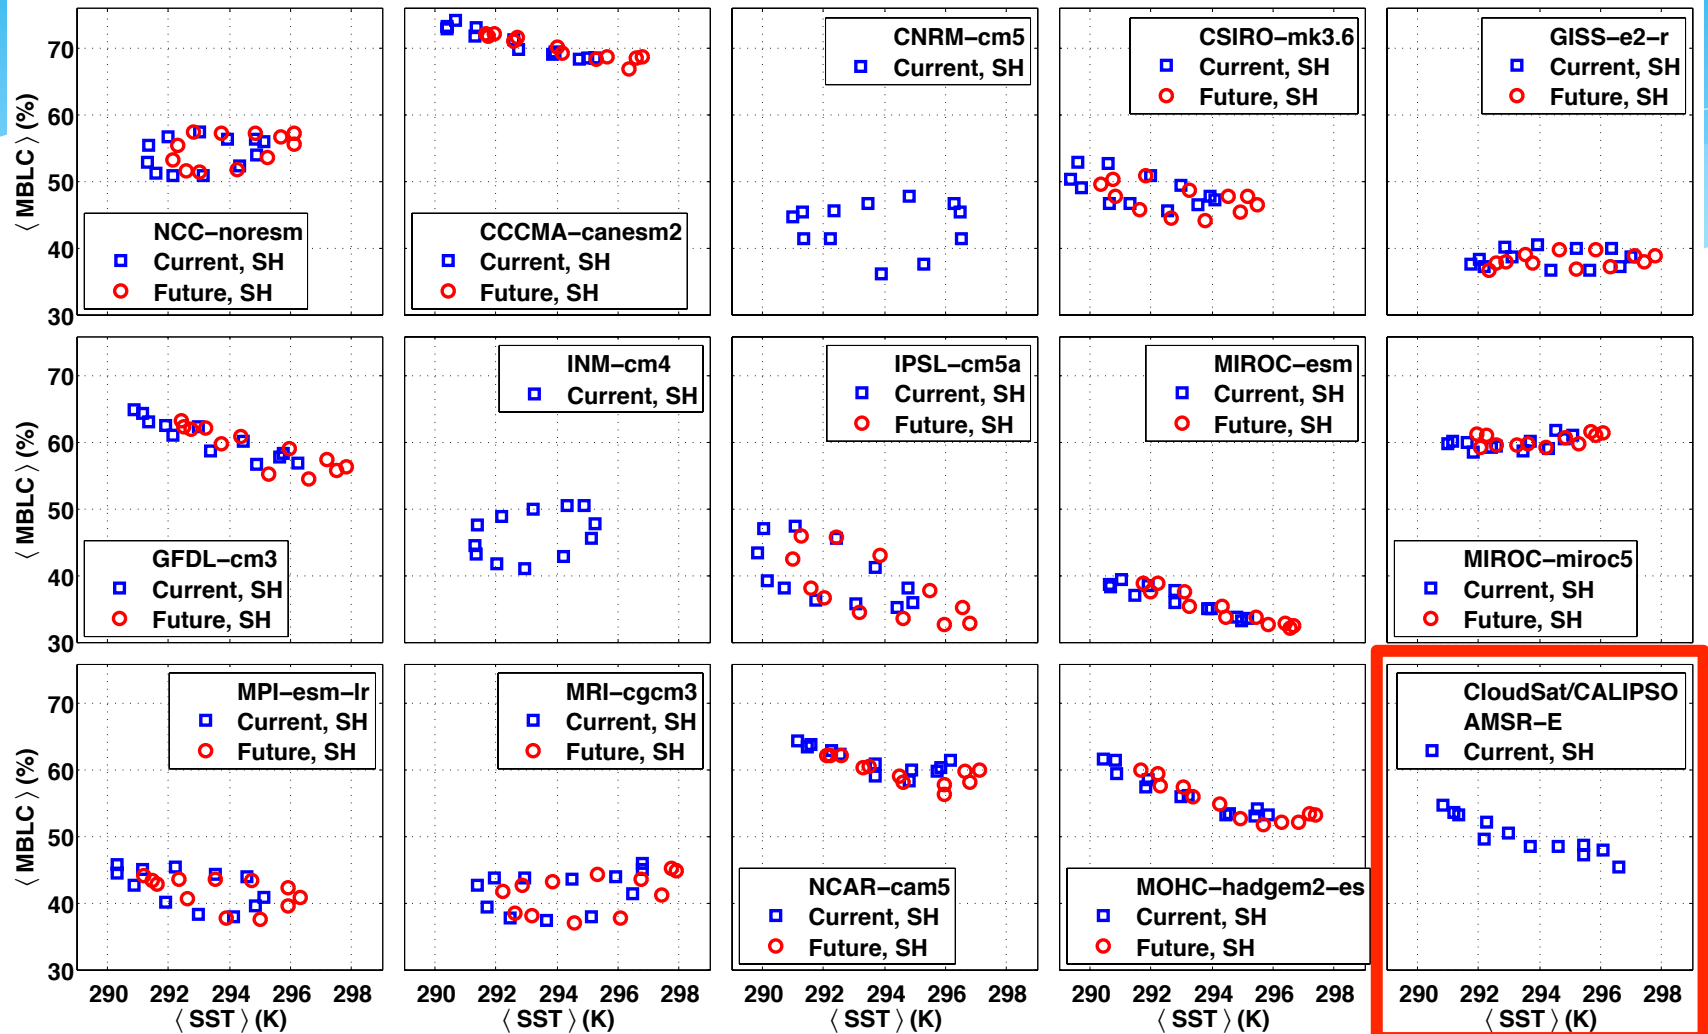 ⟨ MBLC ⟩ (%)
70
60
50
40
30
NCC−noresm
Current, SH
Future, SH
CCCMA−canesm2
Current, SH
Future, SH
CNRM−cm5
Current, SH
CSIRO−mk3.6
Current, SH
Future, SH
GISS−e2−r
Current, SH
Future, SH
⟨ MBLC ⟩ (%)
70
60
50
40
30
GFDL−cm3
Current, SH
Future, SH
INM−cm4
Current, SH
IPSL−cm5a
Current, SH
Future, SH
MIROC−esm
Current, SH
Future, SH
MIROC−miroc5
Current, SH
Future, SH
⟨ MBLC ⟩ (%)
70
60
50
40
30
MPI−esm−lr
Current, SH
Future, SH
MRI−cgcm3
Current, SH
Future, SH
NCAR−cam5
Current, SH
Future, SH
MOHC−hadgem2−es
Current, SH
Future, SH
CloudSat/CALIPSO
AMSR−E
Current, SH
290 292 294 296 298
⟨ SST ⟩ (K)
290 292 294 296 298
⟨ SST ⟩ (K)
290 292 294 296 298
⟨ SST ⟩ (K)
290 292 294 296 298
⟨ SST ⟩ (K)
290 292 294 296 298
⟨ SST ⟩ (K)